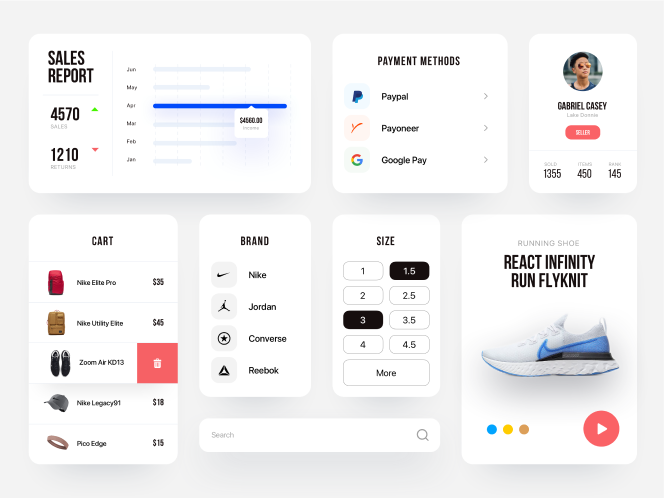 SALES
REPORT
4570
SALES
1210
RETURNS
Jun
May
Apr
Mar
Feb
Jan
$4560.00
Income
PAYMENT METHODS
Paypal
Payoneer
Google Pay
GABRIEL CASEY
Lake Donnie
SELLER
SOLD ITEMS RANK
1355 450 145
CART
Nike Elite Pro $35
Nike Utility Elite $45
Zoom Air KD13
Nike Legacy91 $18
Pico Edge $15
BRAND
Nike
Jordan
Converse
Reebok
SIZE
1 1.5
2 2.5
3 3.5
4 4.5
More
Search
RUNNING SHOE
REACT INFINITY
RUN FLYKNIT